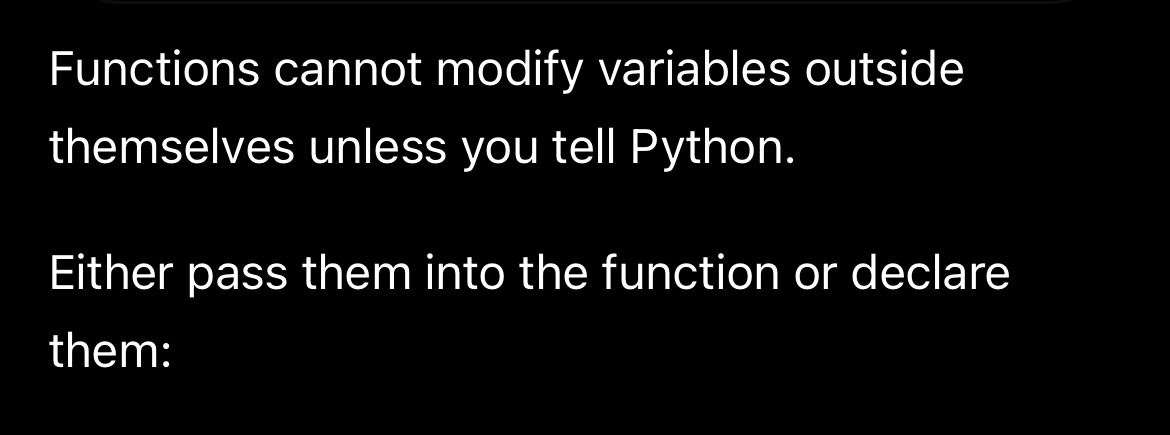 Functions cannot modify variables outside
themselves unless you tell Python.
Either pass them into the function or declare
them: